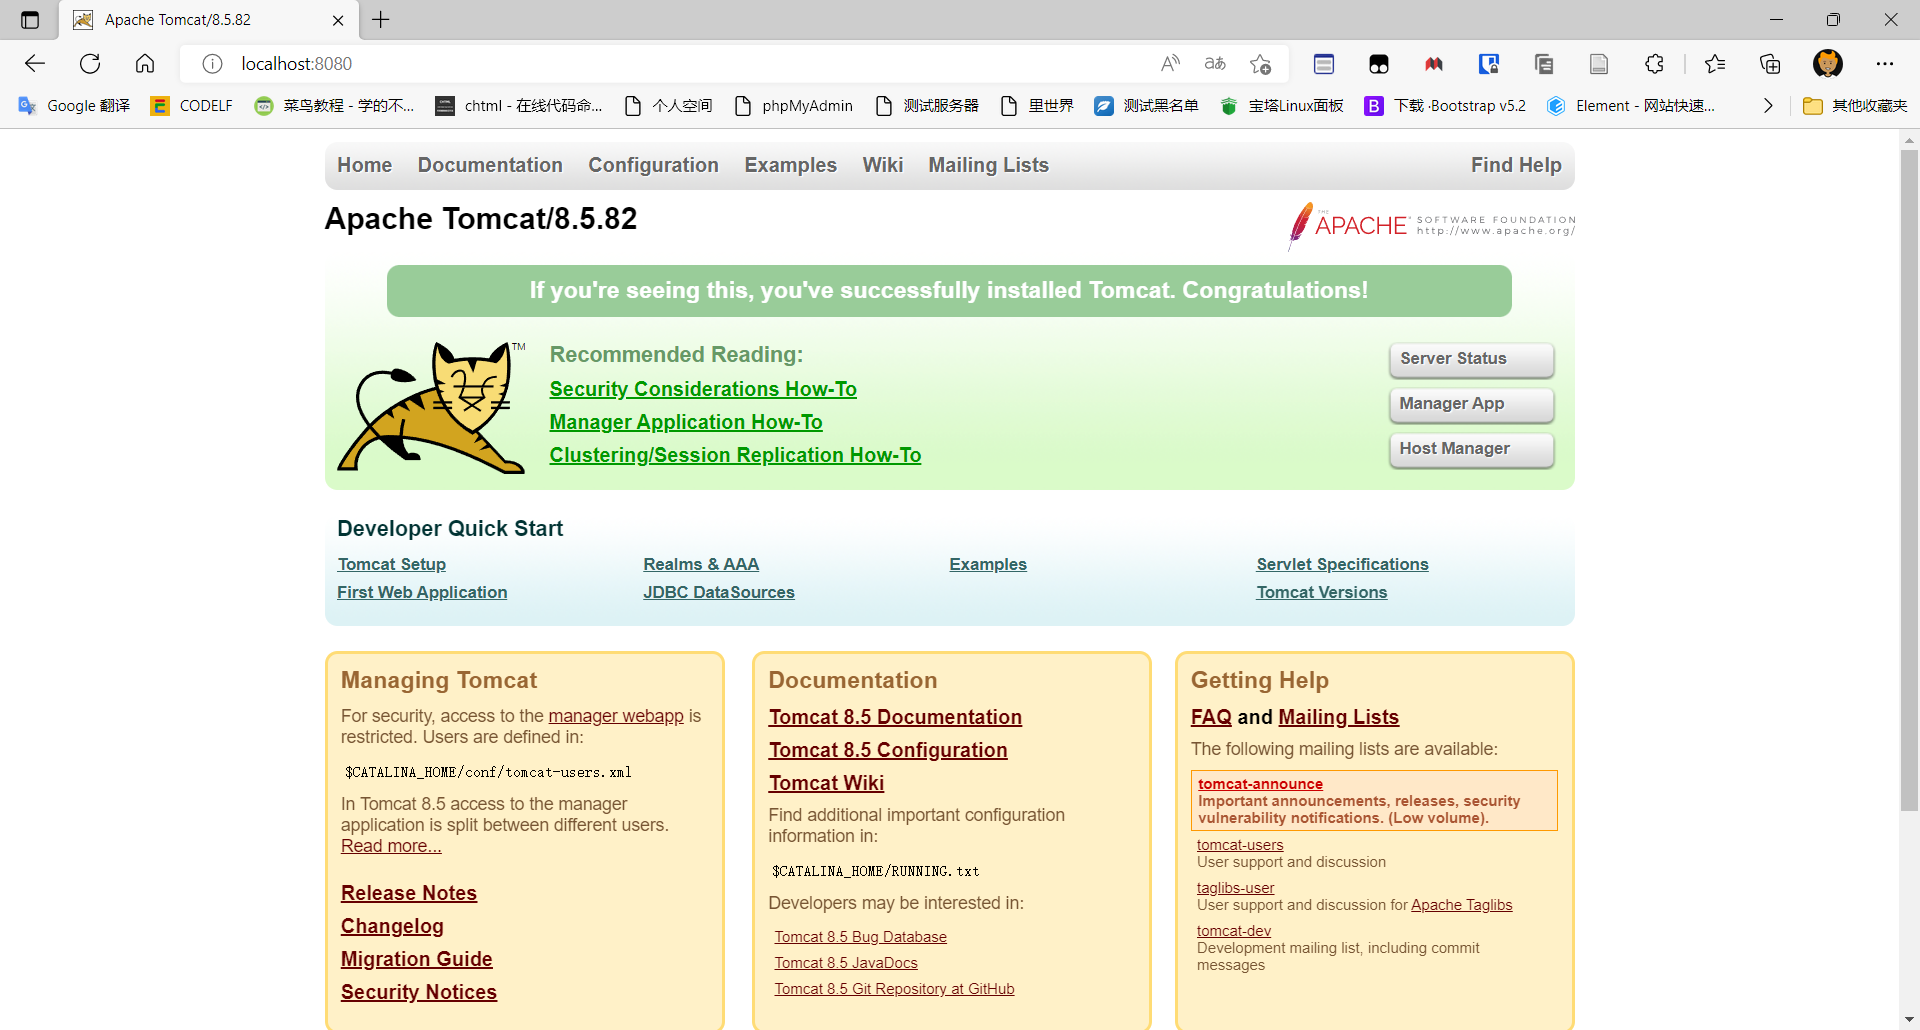 Apache Tomcat/8.5.82
localhost:8080
Google 翻译 CODELF 菜鸟教程 - 学的不... chtml - 在线代码命... 个人空间 phpMyAdmin 测试服务器 里世界 测试黑名单 宝塔Linux面板 下载 ·Bootstrap v5.2 Element - 网站快速... 其他收藏夹
Home Documentation Configuration Examples Wiki Mailing Lists Find Help
Apache Tomcat/8.5.82
THE APACHE SOFTWARE FOUNDATION
http://www.apache.org/
If you're seeing this, you've successfully installed Tomcat. Congratulations!
TM
Recommended Reading:
Security Considerations How-To
Manager Application How-To
Clustering/Session Replication How-To
Server Status
Manager App
Host Manager
Developer Quick Start
Tomcat Setup
First Web Application
Realms & AAA
JDBC DataSources
Examples
Servlet Specifications
Tomcat Versions
Managing Tomcat
For security, access to the manager webapp is
restricted. Users are defined in:
$CATALINA_HOME/conf/tomcat-users.xml
In Tomcat 8.5 access to the manager
application is split between different users.
Read more...
Release Notes
Changelog
Migration Guide
Security Notices
Documentation
Tomcat 8.5 Documentation
Tomcat 8.5 Configuration
Tomcat Wiki
Find additional important configuration
information in:
$CATALINA_HOME/RUNNING.txt
Developers may be interested in:
Tomcat 8.5 Bug Database
Tomcat 8.5 JavaDocs
Tomcat 8.5 Git Repository at GitHub
Getting Help
FAQ and Mailing Lists
The following mailing lists are available:
tomcat-announce
Important announcements, releases, security
vulnerability notifications. (Low volume).
tomcat-users
User support and discussion
taglibs-user
User support and discussion for Apache Taglibs
tomcat-dev
Development mailing list, including commit
messages